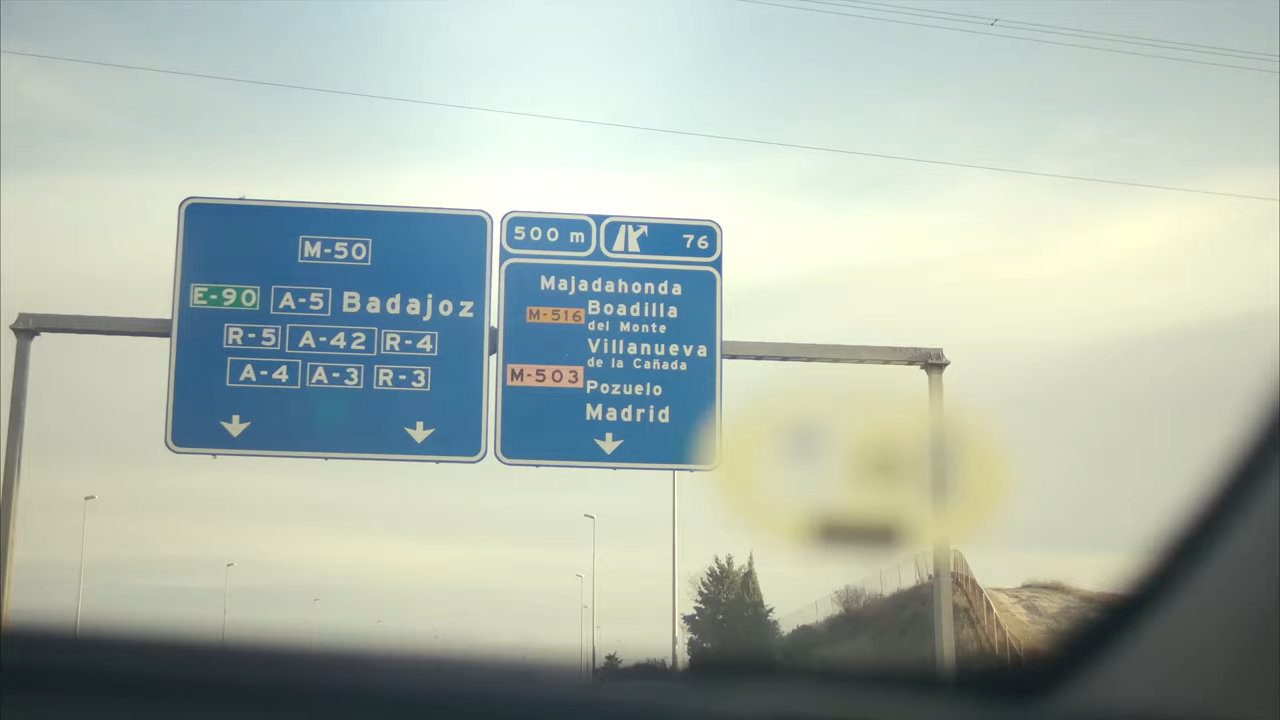 M-50
E-90 A-5 Badajoz
R-5 A-42 R-4
A-4 A-3 R-3
500 m 76
Majadahonda
M-516 Boadilla
del Monte
Villanueva
de la Cañada
M-503
Pozuelo
Madrid